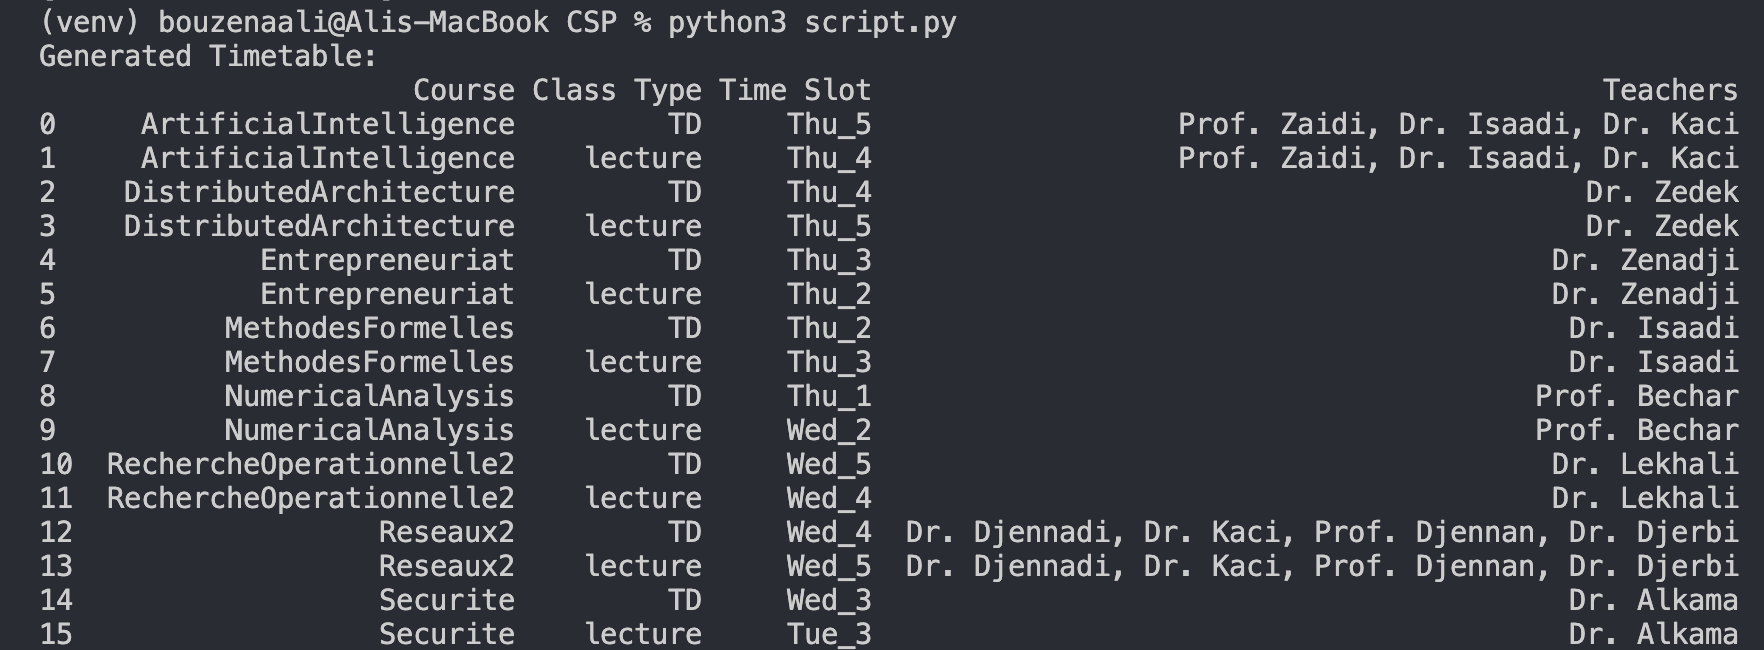 (venv) bouzenaali@Alis-MacBook CSP % python3 script.py
Generated Timetable:
Course Class Type Time Slot Teachers
0 ArtificialIntelligence TD Thu_5 Prof. Zaidi, Dr. Isaadi, Dr. Kaci
1 ArtificialIntelligence lecture Thu_4 Prof. Zaidi, Dr. Isaadi, Dr. Kaci
2 DistributedArchitecture TD Thu_4 Dr. Zedek
3 DistributedArchitecture lecture Thu_5 Dr. Zedek
4 Entrepreneuriat TD Thu_3 Dr. Zenadji
5 Entrepreneuriat lecture Thu_2 Dr. Zenadji
6 MethodesFormelles TD Thu_2 Dr. Isaadi
7 MethodesFormelles lecture Thu_3 Dr. Isaadi
8 NumericalAnalysis TD Thu_1 Prof. Bechar
9 NumericalAnalysis lecture Wed_2 Prof. Bechar
10 RechercheOperationnelle2 TD Wed_5 Dr. Lekhali
11 RechercheOperationnelle2 lecture Wed_4 Dr. Lekhali
12 Reseaux2 TD Wed_4 Dr. Djennadi, Dr. Kaci, Prof. Djennan, Dr. Djerbi
13 Reseaux2 lecture Wed_5 Dr. Djennadi, Dr. Kaci, Prof. Djennan, Dr. Djerbi
14 Securite TD Wed_3 Dr. Alkama
15 Securite lecture Tue_3 Dr. Alkama